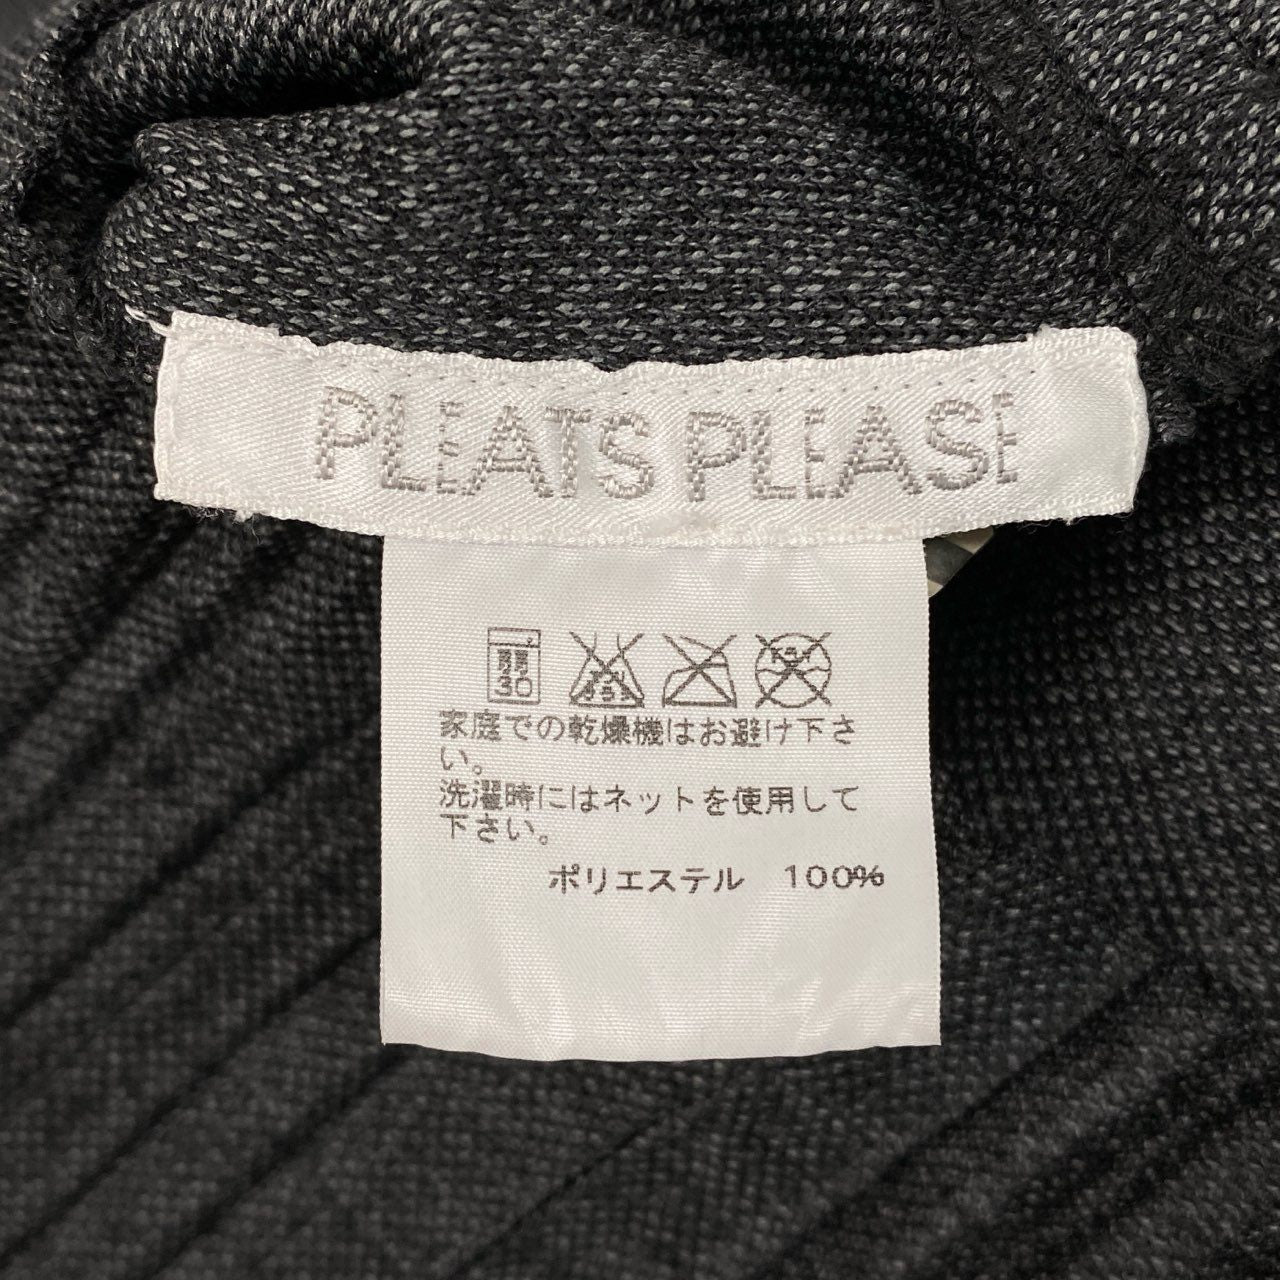 PLEATS PLEASE
30
家庭での乾燥機はお避け下さ
い。
洗濯時にはネットを使用して
下さい。
ポリエステル 100%